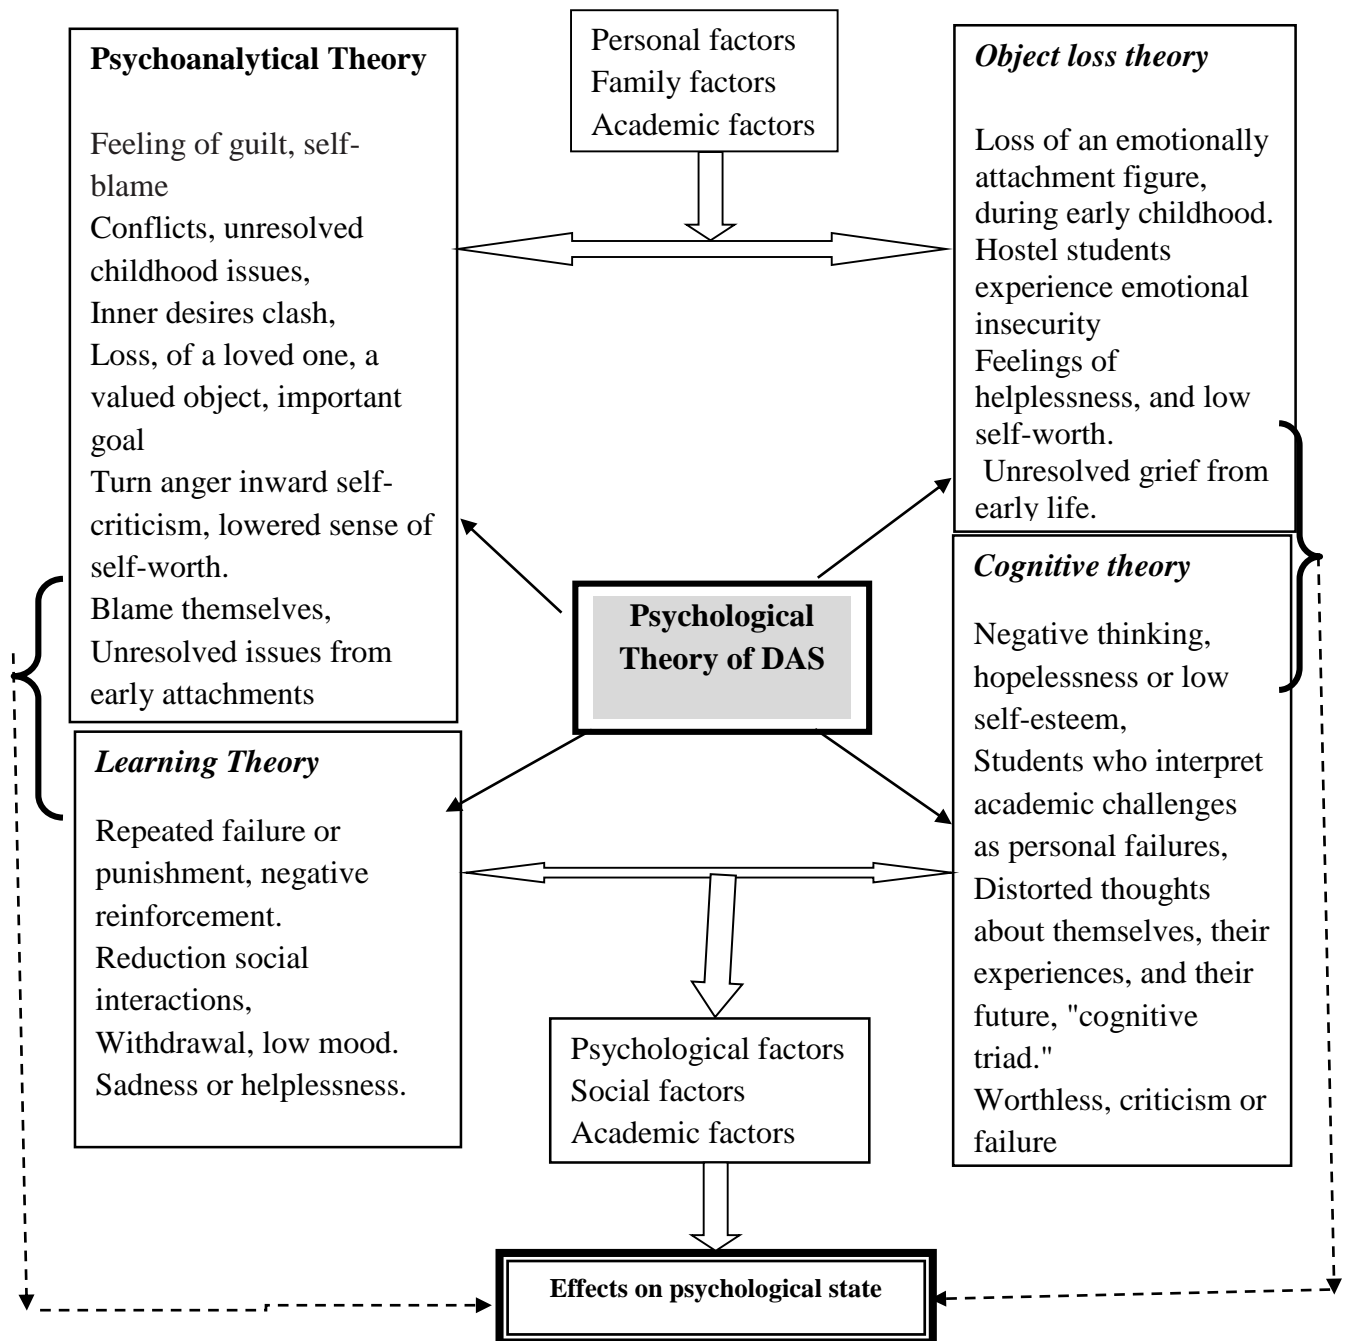 Psychoanalytical Theory
Feeling of guilt, self-
blame
Conflicts, unresolved
childhood issues,
Inner desires clash,
Loss, of a loved one, a
valued object, important
goal
Turn anger inward self-
criticism, lowered sense of
self-worth.
Blame themselves,
Unresolved issues from
early attachments
Personal factors
Family factors
Academic factors
Object loss theory
Loss of an emotionally
attachment figure,
during early childhood.
Hostel students
experience emotional
insecurity
Feelings of
helplessness, and low
self-worth.
Unresolved grief from
early life.
Psychological
Theory of DAS
Learning Theory
Repeated failure or
punishment, negative
reinforcement.
Reduction social
interactions,
Withdrawal, low mood.
Sadness or helplessness.
Cognitive theory
Negative thinking,
hopelessness or low
self-esteem,
Students who interpret
academic challenges
as personal failures,
Distorted thoughts
about themselves, their
experiences, and their
future, "cognitive
triad."
Worthless, criticism or
failure
Psychological factors
Social factors
Academic factors
Effects on psychological state